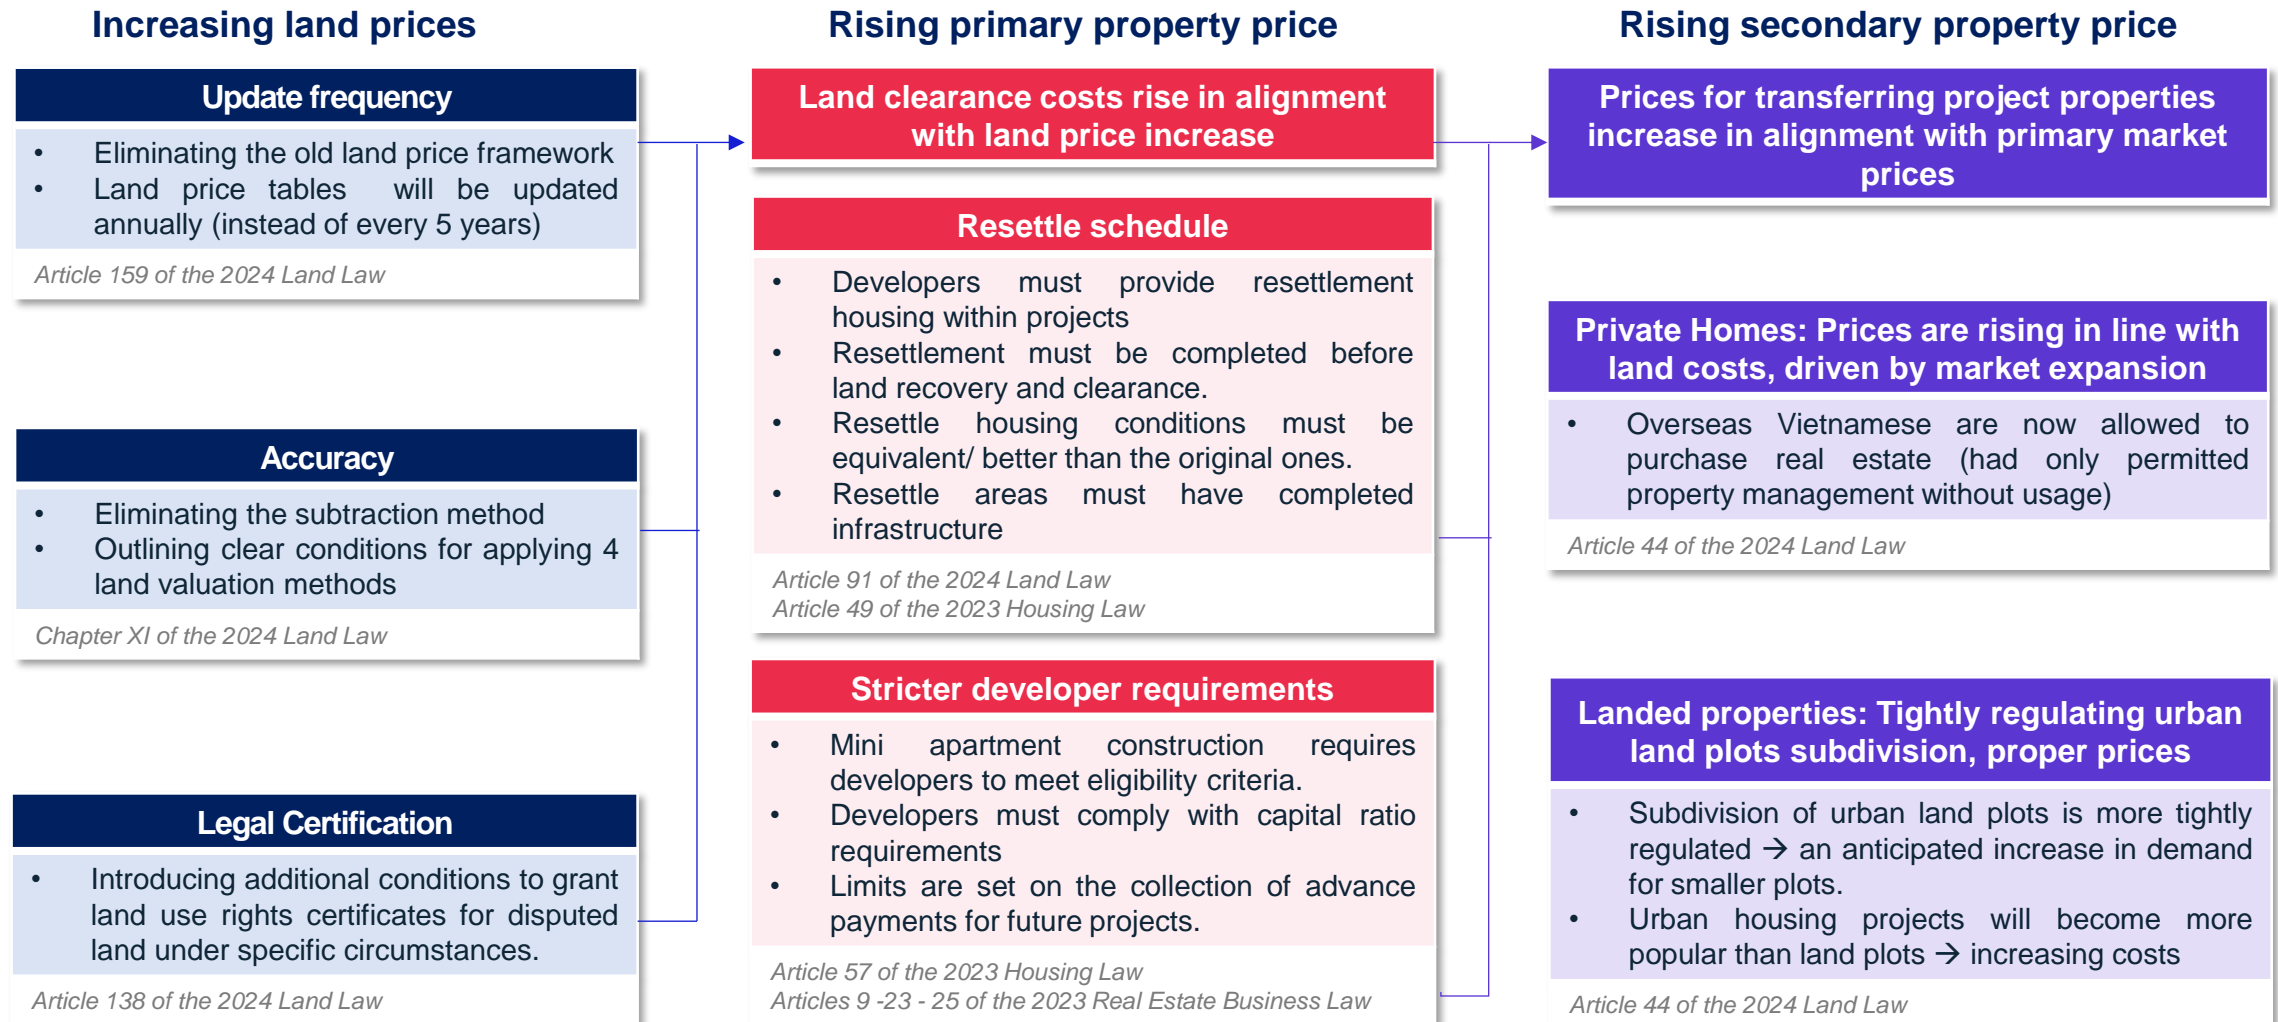 Increasing land prices
Update frequency
• Eliminating the old land price framework
• Land price tables will be updated
annually (instead of every 5 years)
Article 159 of the 2024 Land Law
Accuracy
• Eliminating the subtraction method
• Outlining clear conditions for applying 4
land valuation methods
Chapter XI of the 2024 Land Law
Legal Certification
• Introducing additional conditions to grant
land use rights certificates for disputed
land under specific circumstances.
Article 138 of the 2024 Land Law
Rising primary property price
Land clearance costs rise in alignment
with land price increase
Resettle schedule
• Developers must provide resettlement
housing within projects
• Resettlement must be completed before
land recovery and clearance.
• Resettle housing conditions must be
equivalent/ better than the original ones.
• Resettle areas must have completed
infrastructure
Article 91 of the 2024 Land Law
Article 49 of the 2023 Housing Law
Stricter developer requirements
• Mini apartment construction requires
developers to meet eligibility criteria.
• Developers must comply with capital ratio
requirements
• Limits are set on the collection of advance
payments for future projects.
Article 57 of the 2023 Housing Law
Articles 9 -23 - 25 of the 2023 Real Estate Business Law
Rising secondary property price
Prices for transferring project properties
increase in alignment with primary market
prices
Private Homes: Prices are rising in line with
land costs, driven by market expansion
• Overseas Vietnamese are now allowed to
purchase real estate (had only permitted
property management without usage)
Article 44 of the 2024 Land Law
Landed properties: Tightly regulating urban
land plots subdivision, proper prices
• Subdivision of urban land plots is more tightly
regulated → an anticipated increase in demand
for smaller plots.
• Urban housing projects will become more
popular than land plots → increasing costs
Article 44 of the 2024 Land Law